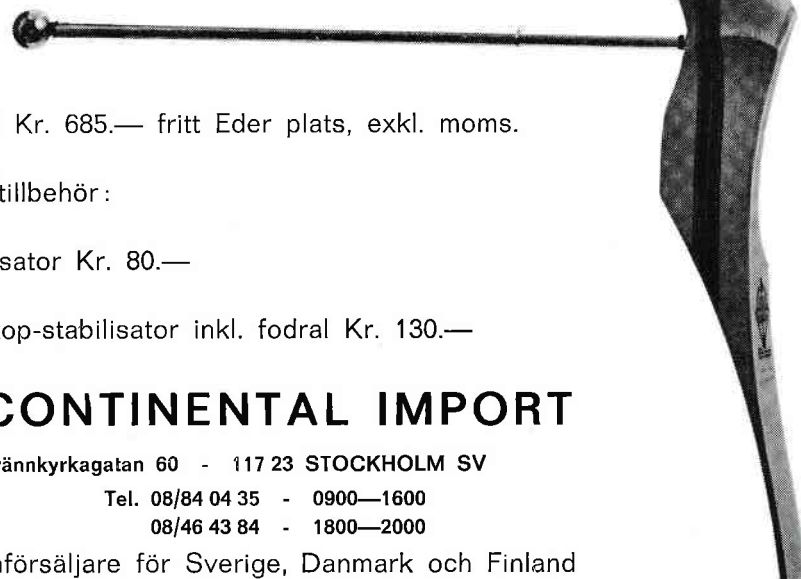 Kr. 685.— fritt Eder plats, exkl. moms.
tillbehör:
sator Kr. 80.—
op-stabilisator inkl. fodral Kr. 130.—
CONTINENTAL IMPORT
rännkyrkagatan 60 - 117 23 STOCKHOLM SV
Tel. 08/84 04 35 - 0900—1600
08/46 43 84 - 1800—2000
nförsäljare för Sverige, Danmark och Finland